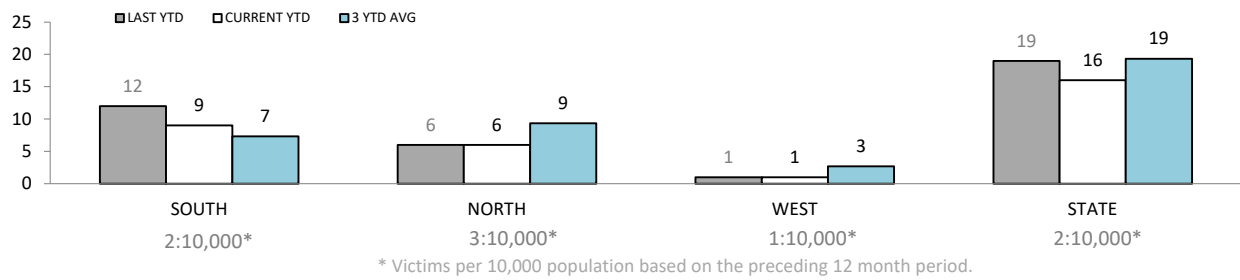 25 LAST YTD CURRENT YTD 3 YTD AVG
20 19 16 19
15 12 9 7
10 6 6 9
5 1 1 3
0
SOUTH NORTH WEST STATE
2:10,000* 3:10,000* 1:10,000* 2:10,000*
* Victims per 10,000 population based on the preceding 12 month period.